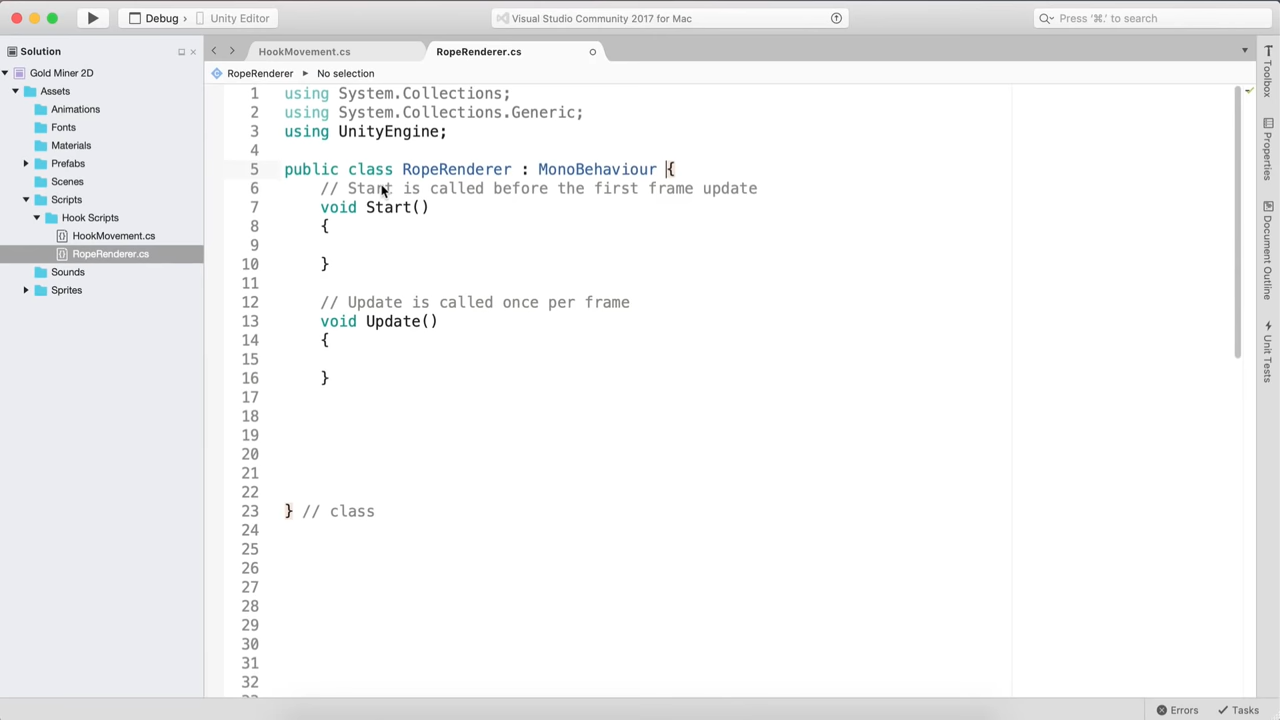 Debug › Unity Editor
Visual Studio Community 2017 for Mac
Press '⌘.' to search
Solution
Gold Miner 2D
Assets
Animations
Fonts
Materials
Prefabs
Scenes
Scripts
Hook Scripts
HookMovement.cs
RopeRenderer.cs
Sounds
Sprites
HookMovement.cs
RopeRenderer.cs
RopeRenderer ▸ No selection
1 using System.Collections;
2 using System.Collections.Generic;
3 using UnityEngine;
4
5 public class RopeRenderer : MonoBehaviour {
6 // Start is called before the first frame update
7 void Start()
8 {
9
10 }
11
12 // Update is called once per frame
13 void Update()
14 {
15
16 }
17
18
19
20
21
22
23 } // class
24
25
26
27
28
29
30
31
32
Toolbox
Properties
Document Outline
Unit Tests
Errors
Tasks